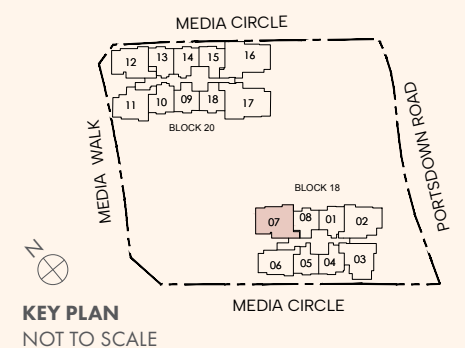 MEDIA CIRCLE
12 13 14 15 16
11 10 09 18 17
BLOCK 20
MEDIA WALK
PORTSDOWN ROAD
BLOCK 18
07 08 01 02
06 05 04 03
MEDIA CIRCLE
N
KEY PLAN
NOT TO SCALE